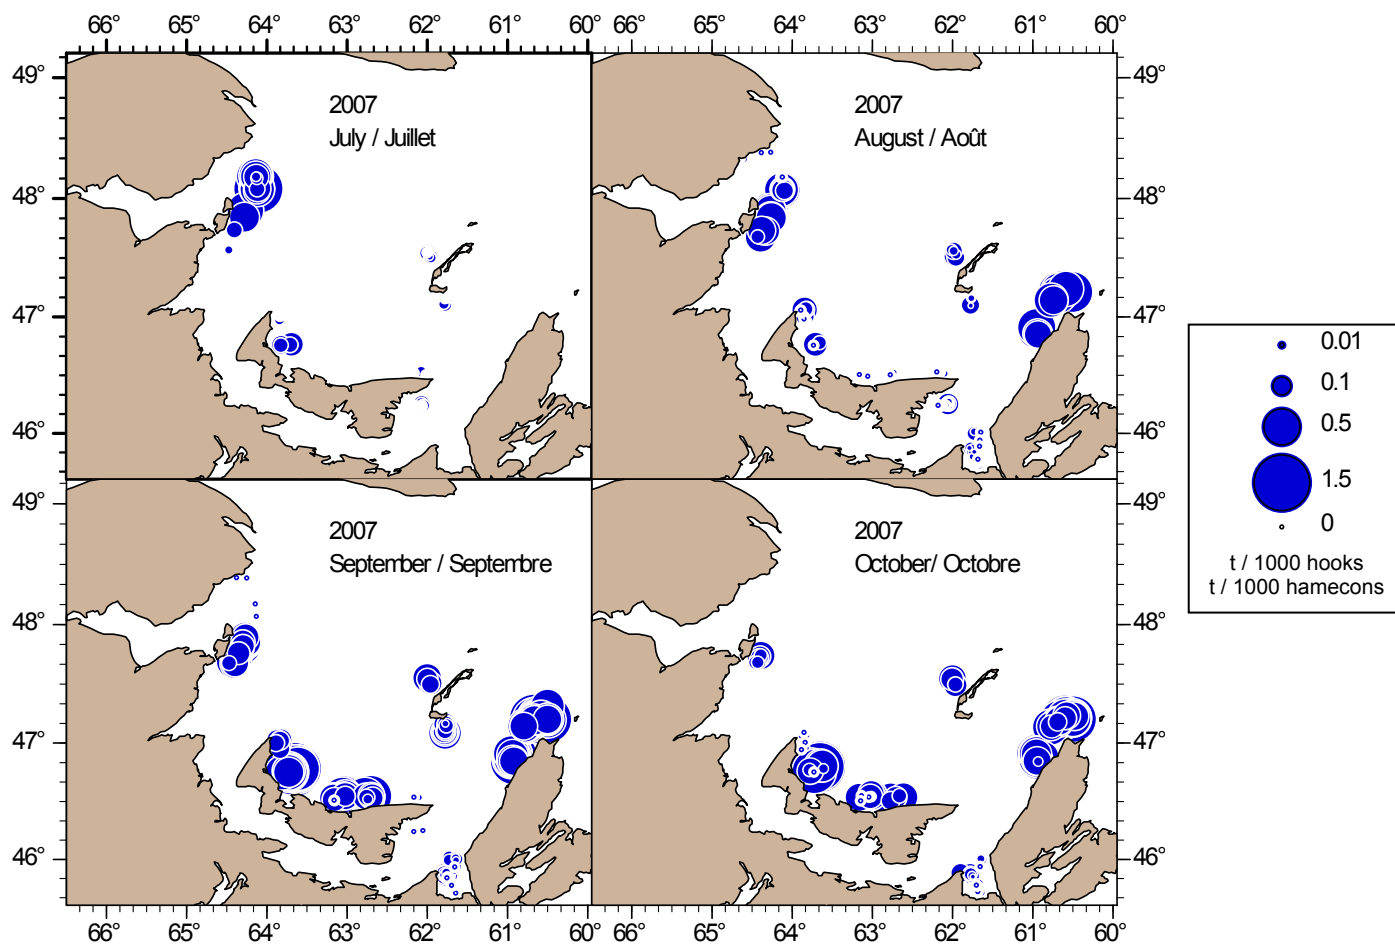 66° 65° 64° 63° 62° 61° 60° 66° 65° 64° 63° 62° 61° 60°
49° 49°
2007 2007
July / Juillet August / Août
48° 48°
47° 47°
46° 46°
0.01
0.1
0.5
1.5
0
t / 1000 hooks
t / 1000 hamecons
49° 49°
2007 2007
September / Septembre October/ Octobre
48° 48°
47° 47°
46° 46°
66° 65° 64° 63° 62° 61° 60° 66° 65° 64° 63° 62° 61° 60°